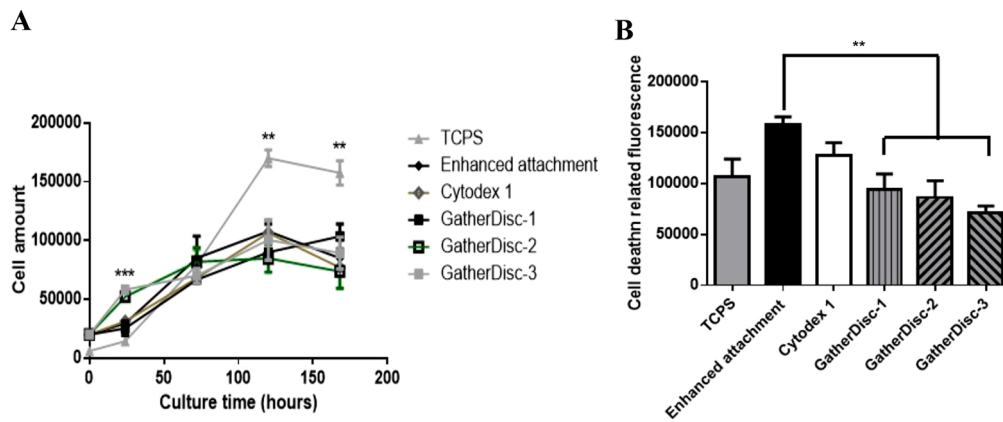 A
Cell amount
200000
150000
100000
50000
0
***
**
**
0
50
100
150
200
Culture time (hours)
TCPS
Enhanced attachment
Cytodex 1
GatherDisc-1
GatherDisc-2
GatherDisc-3
B
Cell deathn related fluorescence
200000
150000
100000
50000
0
**
TCPS
Enhanced attachment
Cytodex 1
GatherDisc-1
GatherDisc-2
GatherDisc-3